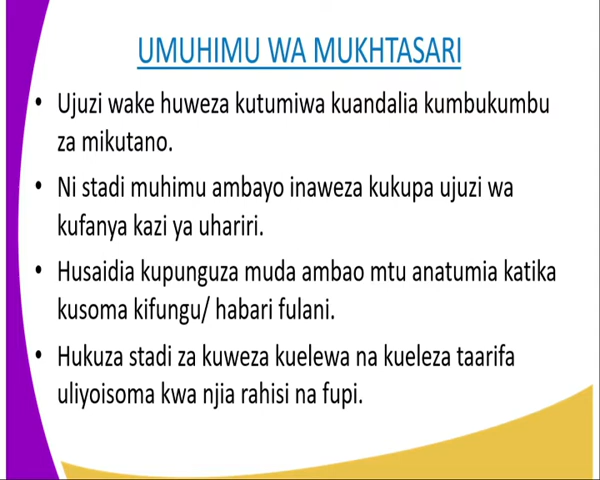 UMUHIMU WA MUKHTASARI
• Ujuzi wake huweza kutumiwa kuandalia kumbukumbu
za mikutano.
• Ni stadi muhimu ambayo inaweza kukupa ujuzi wa
kufanya kazi ya uhariri.
• Husaidia kupunguza muda ambao mtu anatumia katika
kusoma kifungu/ habari fulani.
• Hukuza stadi za kuweza kuelewa na kueleza taarifa
uliyoisoma kwa njia rahisi na fupi.